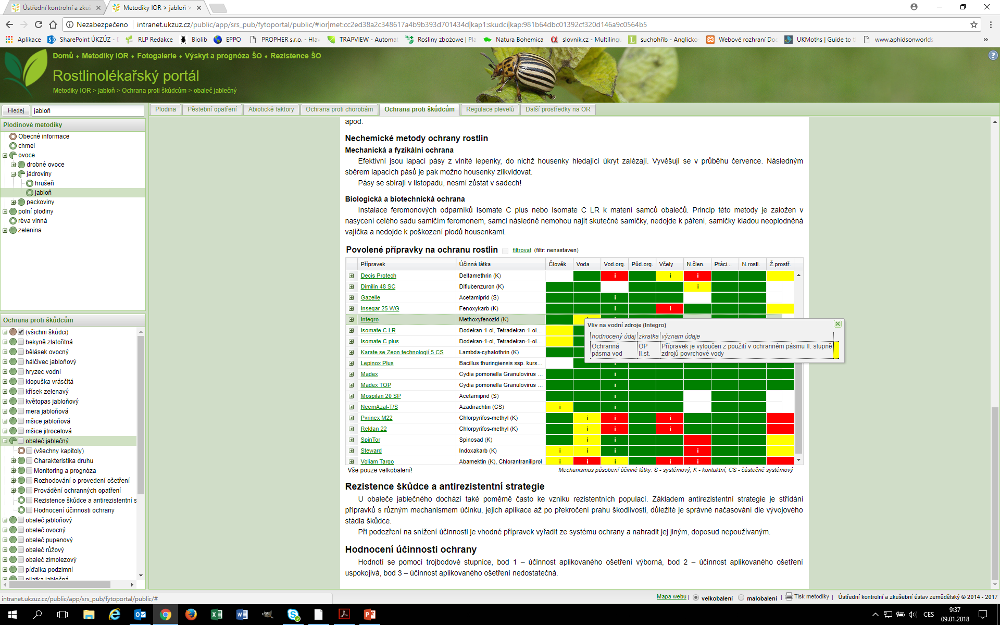 Ústřední kontrolní a zkuš
Metodiky IOR > jabloň >
Nezabezpečeno
intranet.ukzuz.cz/public/app/srs_pub/fytoportal/public/#ior|met:cc2ed38a2c348617a4b9b393d701434d|kap1:skudci|kap:981b64dbc01392cf320d146a9c0564b5
Aplikace SharePoint ÚKZÚZ - RLP Redakce Biolib EPPO PROPHER s.r.o. - Hlav TRAPVIEW - Automat Rośliny zbożowe | Pla Natura Bohemica slovnik.cz - Multiling suchohřib - Anglicko- Webové rozhraní Doc UKMoths | Guide to t www.aphidsonworlds
Domů ♦ Metodiky IOR ♦ Fotogalerie ♦ Výskyt a prognóza ŠO ♦ Rezistence ŠO
Rostlinolékařský portál
Metodiky IOR > jabloň > Ochrana proti škůdcům > obaleč jablečný
Hledej jabloň
Plodina Pěstební opatření Abiotické faktory Ochrana proti chorobám Ochrana proti škůdcům Regulace plevelů Další prostředky na OR
Plodinové metodiky
Obecné informace
chmel
ovoce
drobné ovoce
jádroviny
hrušeň
jabloň
peckoviny
polní plodiny
réva vinná
zelenina
Ochrana proti škůdcům
(všichni škůdci)
bekyně zlatořitná
bělásek ovocný
hálčivec jabloňový
hryzec vodní
klopuška vrásčitá
křísek zelenavý
květopas jabloňový
mera jabloňová
mšice jabloňová
mšice jitrocelová
obaleč jablečný
(všechny kapitoly)
Charakteristika druhu
Monitoring a prognóza
Rozhodování o provedení ošetření
Provádění ochranných opatření
Rezistence škůdce a antirezistentní s
Hodnocení účinnosti ochrany
obaleč jabloňový
obaleč ovocný
obaleč pupenový
obaleč růžový
obaleč zimolezový
píďalka podzimní
pilatka jablečná
apod.
Nechemické metody ochrany rostlin
Mechanická a fyzikální ochrana
Efektivní jsou lapací pásy z vlnité lepenky, do nichž housenky hledající úkryt zalézají. Vyvěšují se v průběhu července. Následným
sběrem lapacích pásů je pak možno housenky zlikvidovat.
Pásy se sbírají v listopadu, nesmí zůstat v sadech!
Biologická a biotechnická ochrana
Instalace feromonových odparníků Isomate C plus nebo Isomate C LR k matení samců obalečů. Princip této metody je založen v
nasycení celého sadu samičím feromonem, samci následně nemohou najít skutečné samičky, nedojde k páření, samičky kladou neoplodněná
vajíčka a nedojde k poškození plodů housenkami.
Povolené přípravky na ochranu rostlin filtrovat (filtr: nenastaven)
Přípravek Účinná látka Člověk Voda Vod.org. Půd.org. Včely N.člen. Ptáci... N.rostl. Ž.prostř.
Decis Protech Deltamethrin (K) i i i
Dimilin 48 SC Diflubenzuron (K) i
Gazelle Acetamiprid (S) i
Insegar 25 WG Fenoxykarb (K) i i
Integro Methoxyfenozid (K)
Isomate C LR Dodekan-1-ol, Tetradekan-1-ol...
Isomate C plus Dodekan-1-ol, Tetradekan-1-ol...
Karate se Zeon technologií 5 CS Lambda-cyhalothrin (K)
Lepinox Plus Bacillus thuringiensis ssp. kurs...
Madex Cydia pomonella Granulovirus ... i
Madex TOP Cydia pomonella Granulovirus ... i
Mospilan 20 SP Acetamiprid (S) i
NeemAzal-T/S Azadirachtin (CS) i i
Pyrinex M22 Chlorpyrifos-methyl (K) i i i
Reldan 22 Chlorpyrifos-methyl (K) i i i
SpinTor Spinosad (K) i i
Steward Indoxakarb (K) i i i i
Voliam Targo Abamektin (K), Chlorantraniliprol i i i i i
Vliv na vodní zdroje (Integro)
hodnocený údaj zkratka význam údaje
Ochranná pásma vod OP II.st. Přípravek je vyloučen z použití v ochranném pásmu II. stupně
zdrojů povrchové vody
Vše pouze velkobalení! Mechanismus působení účinné látky: S - systémový, K - kontaktní, CS - částečně systémový
Rezistence škůdce a antirezistentní strategie
U obaleče jablečného dochází také poměrně často ke vzniku rezistentních populací. Základem antirezistentní strategie je střídání
přípravků s různým mechanismem účinku, jejich aplikace až po překročení prahu škodlivosti, důležité je správné načasování dle vývojového
stádia škůdce.
Při podezření na snížení účinnosti je vhodné přípravek vyřadit ze systému ochrany a nahradit jej jiným, doposud nepoužívaným.
Hodnocení účinnosti ochrany
Hodnotí se pomocí trojbodové stupnice, bod 1 – účinnost aplikovaného ošetření výborná, bod 2 – účinnost aplikovaného ošetření
uspokojivá, bod 3 – účinnost aplikovaného ošetření nedostatečná.
intranet.ukzuz.cz/public/app/srs_pub/fytoportal/public/#
Mapa webu | velkobalení malobalení | Tisk metodiky | Ústřední kontrolní a zkušební ústav zemědělský © 2014 - 2017
CES 9:37
09.01.2018